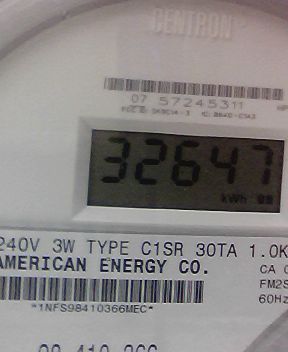 CENTRON
07 57245311
32647
kWh
240V 3W TYPE C1SR 30TA 1.0K
AMERICAN ENERGY CO.
CA
FM2S
60Hz
*1NFS98410366MEC*